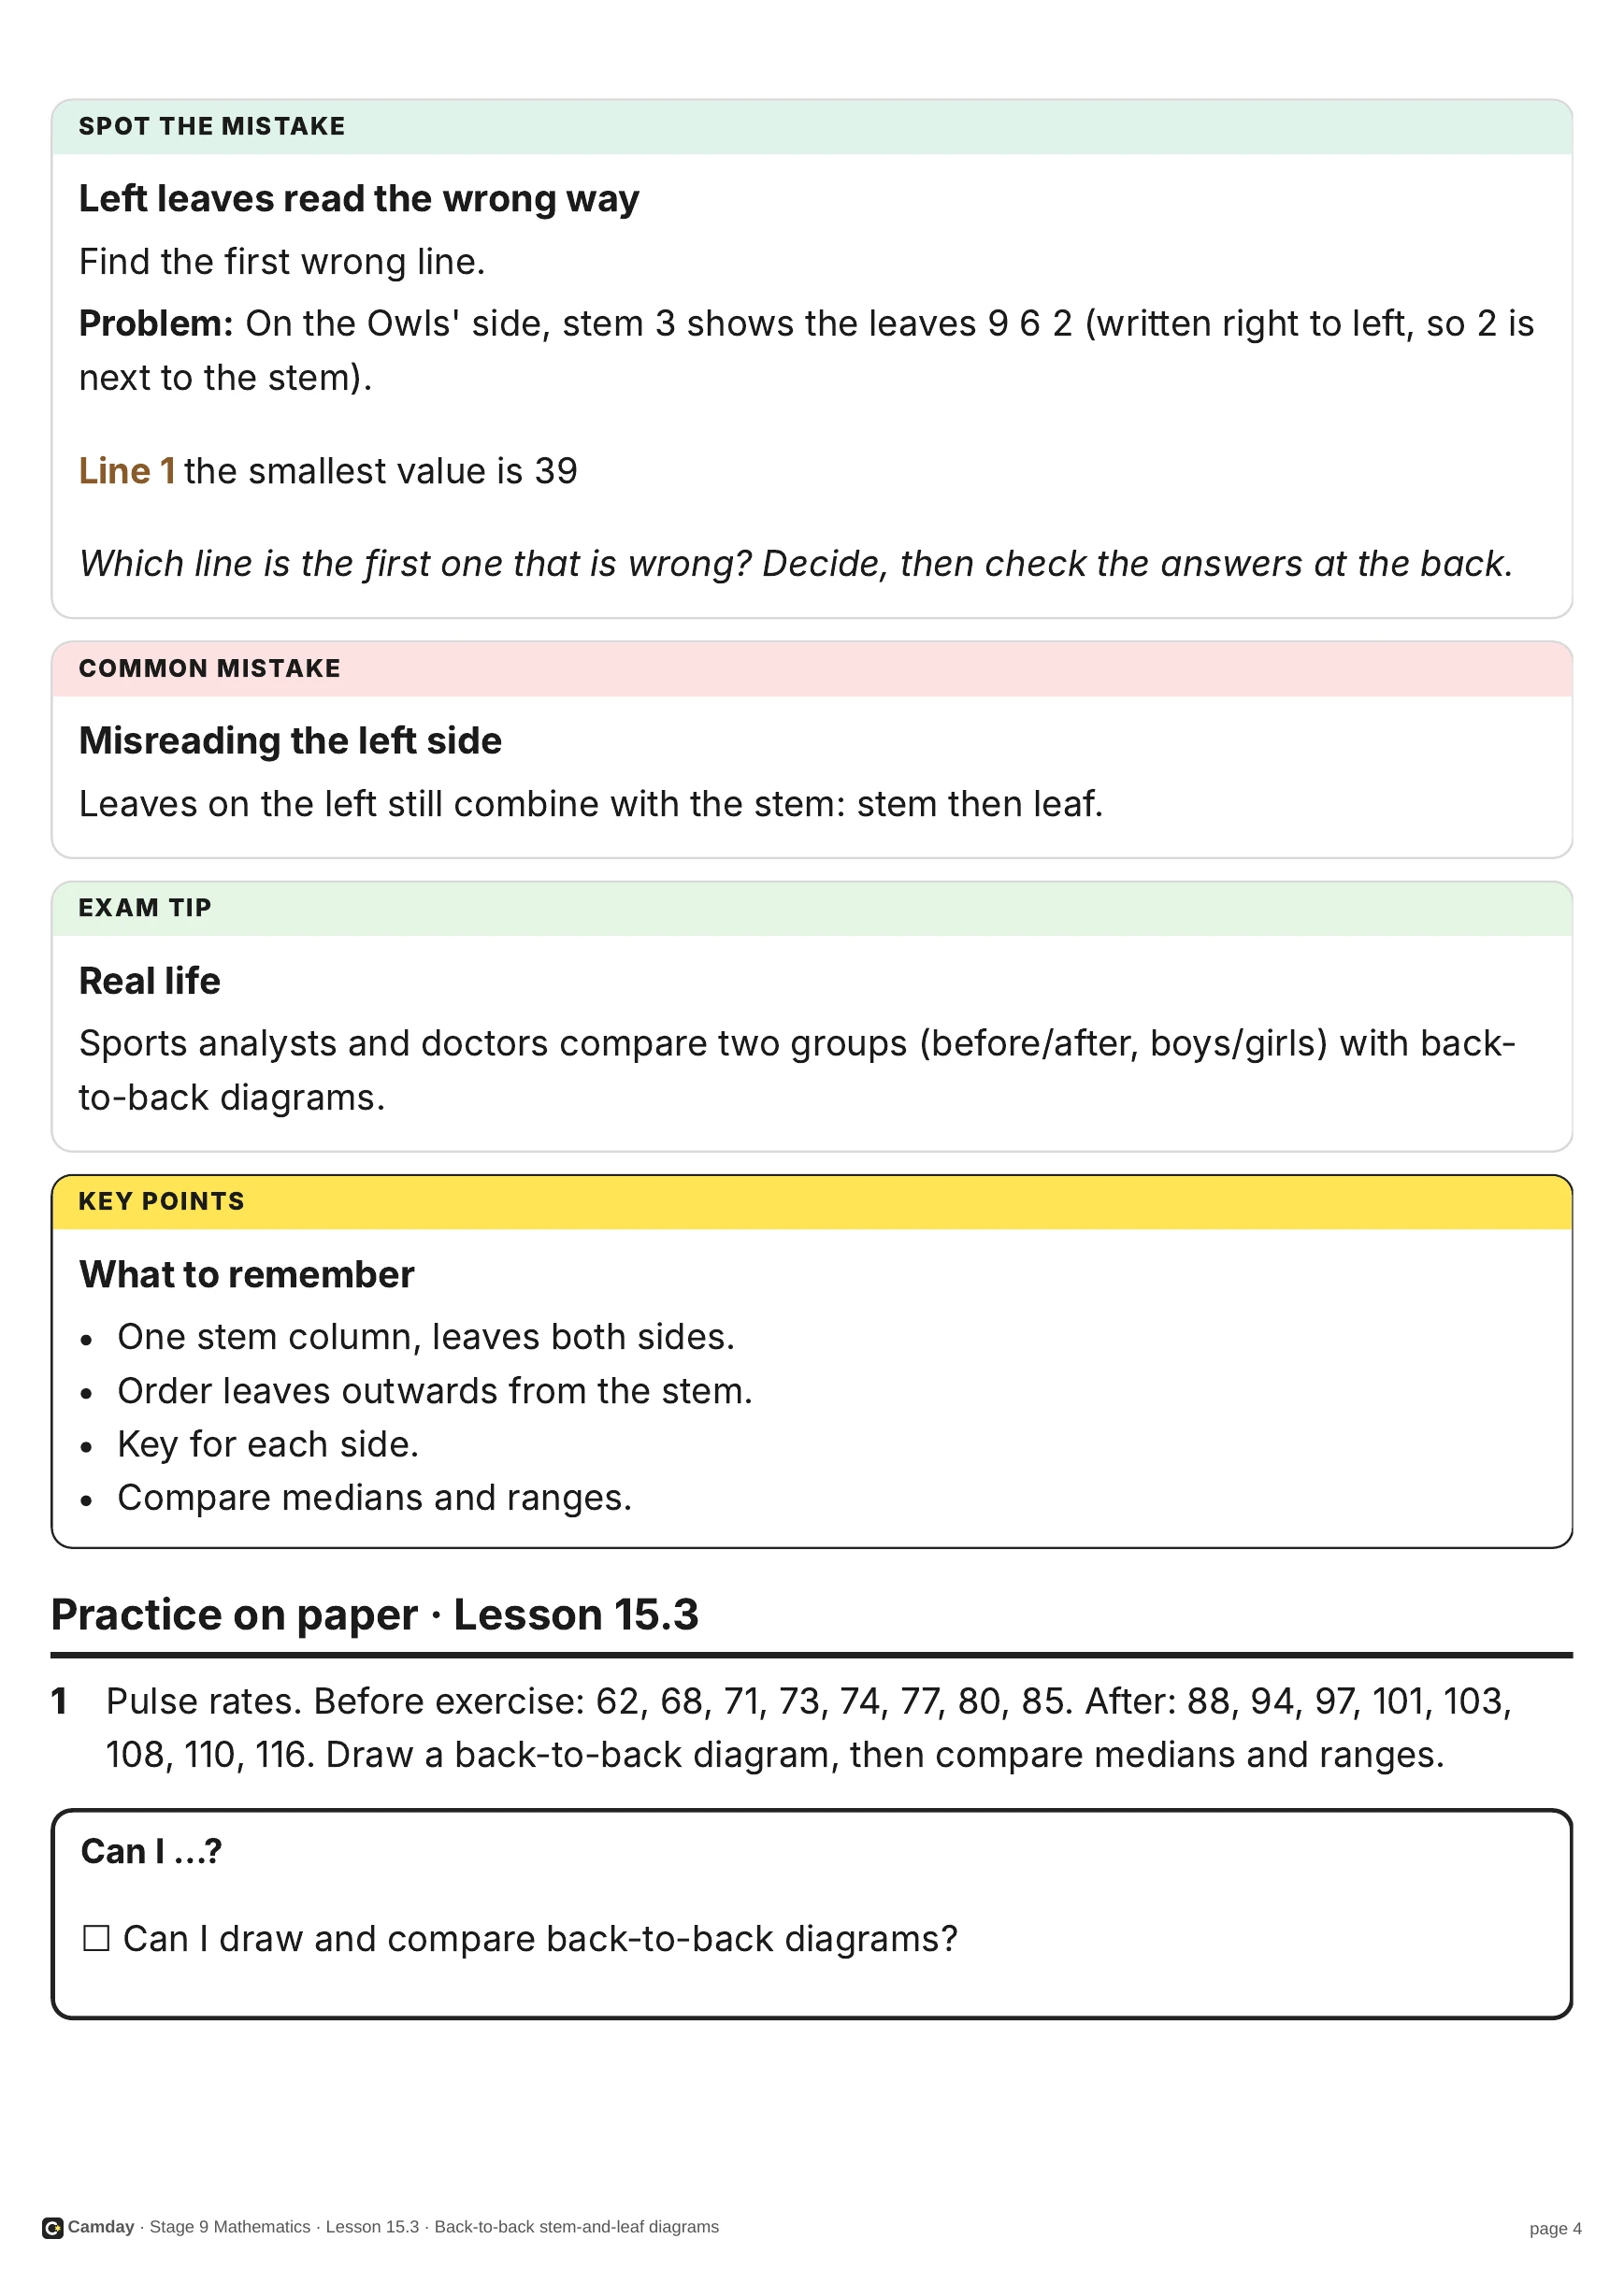 SPOT THE MISTAKE
Left leaves read the wrong way
Find the first wrong line.
Problem: On the Owls' side, stem 3 shows the leaves 9 6 2 (written right to left, so 2 is
next to the stem).
Line 1 the smallest value is 39
Which line is the first one that is wrong? Decide, then check the answers at the back.
COMMON MISTAKE
Misreading the left side
Leaves on the left still combine with the stem: stem then leaf.
EXAM TIP
Real life
Sports analysts and doctors compare two groups (before/after, boys/girls) with back-
to-back diagrams.
KEY POINTS
What to remember
• One stem column, leaves both sides.
• Order leaves outwards from the stem.
• Key for each side.
• Compare medians and ranges.
Practice on paper · Lesson 15.3
1 Pulse rates. Before exercise: 62, 68, 71, 73, 74, 77, 80, 85. After: 88, 94, 97, 101, 103,
108, 110, 116. Draw a back-to-back diagram, then compare medians and ranges.
Can I …?
☐ Can I draw and compare back-to-back diagrams?
Camday · Stage 9 Mathematics · Lesson 15.3 · Back-to-back stem-and-leaf diagrams
page 4